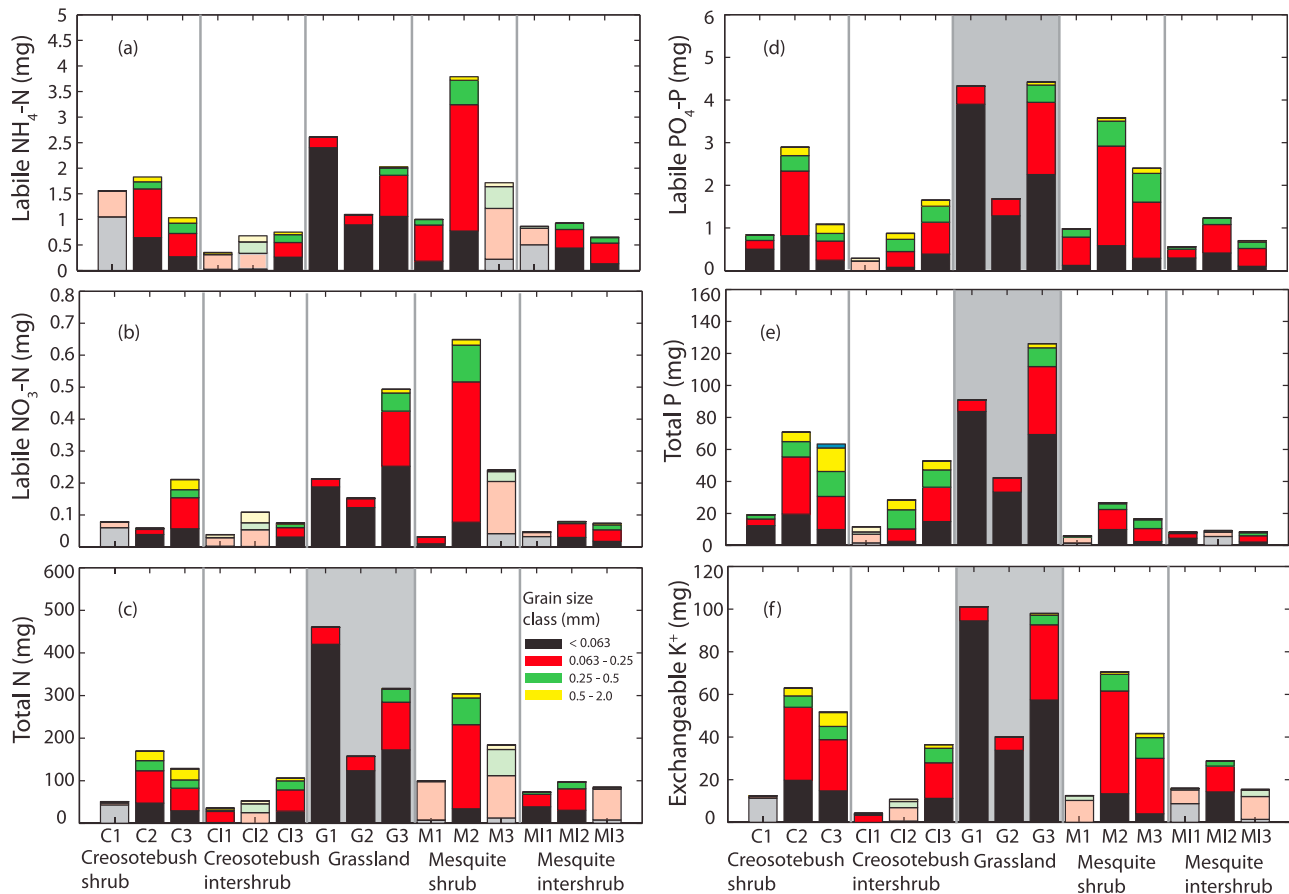 Labile NH4-N (mg)
5
4.5
4
3.5
3
2.5
2
1.5
1
0.5
0
(a)
Labile PO4-P (mg)
6
5
4
3
2
1
0
(d)
Labile NO3-N (mg)
0.8
0.7
0.6
0.5
0.4
0.3
0.2
0.1
0
(b)
Total P (mg)
160
140
120
100
80
60
40
20
0
(e)
Total N (mg)
600
500
400
300
200
100
0
(c)
Grain size
class (mm)
< 0.063
0.063 - 0.25
0.25 - 0.5
0.5 - 2.0
C1 C2 C3 CI1 CI2 CI3 G1 G2 G3 M1 M2 M3 MI1 MI2 MI3
Creosotebush Creosotebush Grassland Mesquite Mesquite
shrub intershrub shrub intershrub
Exchangeable K+ (mg)
120
100
80
60
40
20
0
(f)
C1 C2 C3 CI1 CI2 CI3 G1 G2 G3 M1 M2 M3 MI1 MI2 MI3
Creosotebush Creosotebush Grassland Mesquite Mesquite
shrub intershrub shrub intershrub